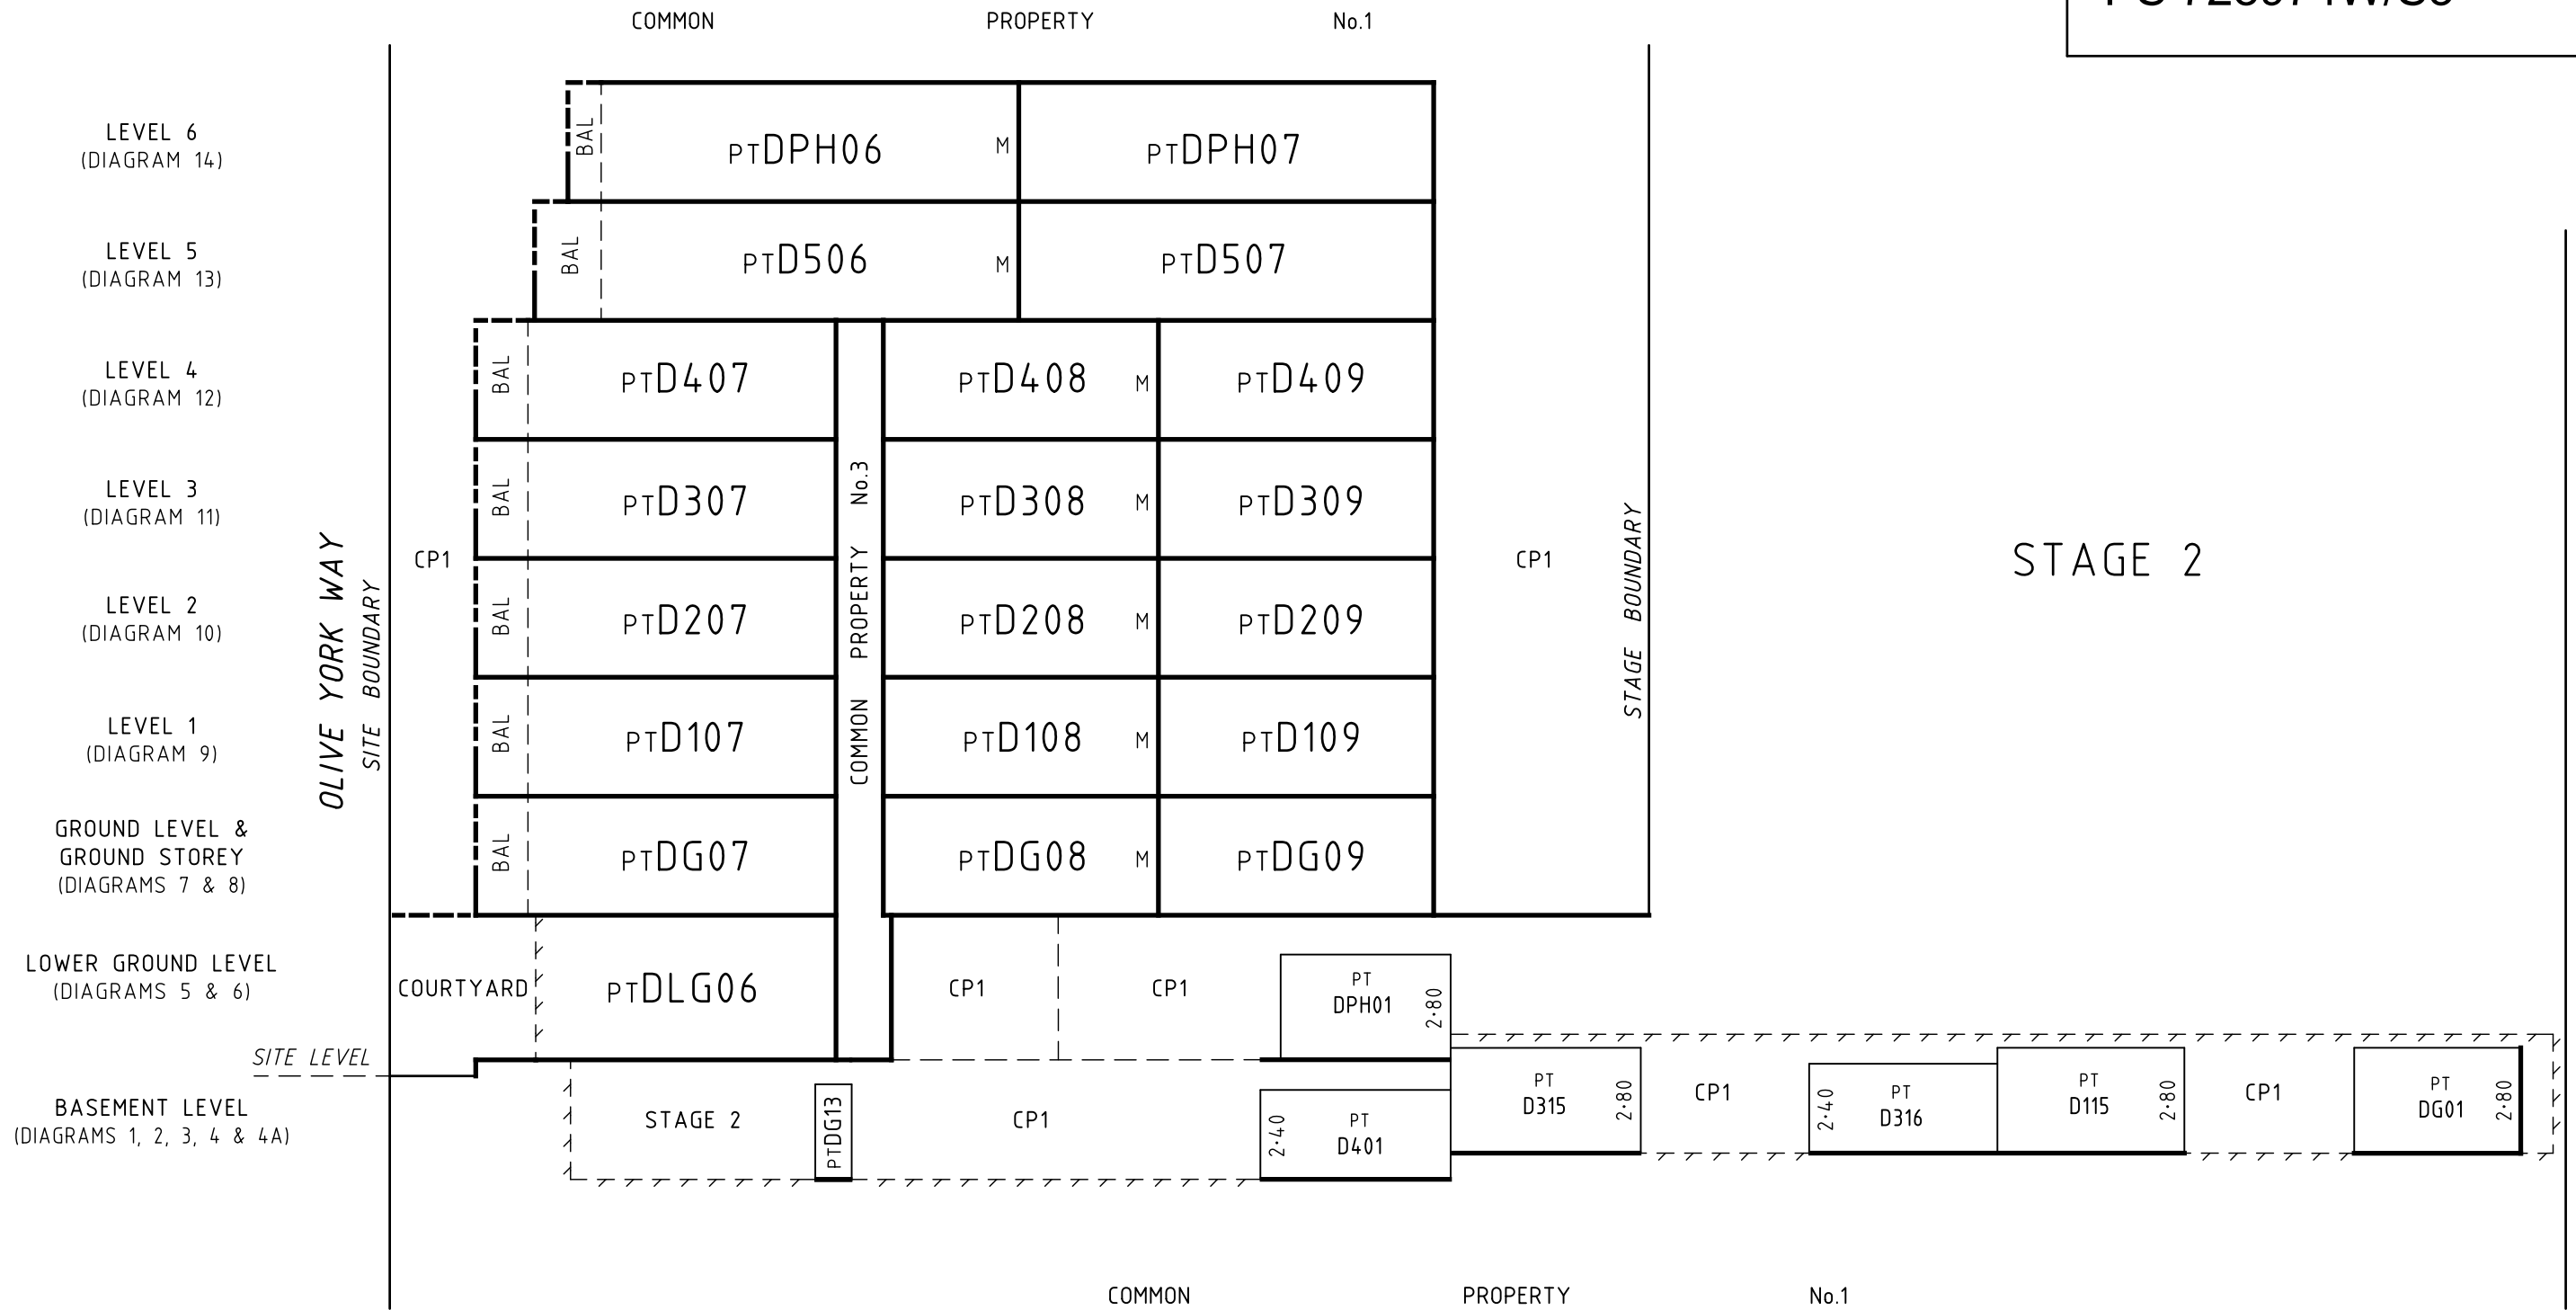 COMMON PROPERTY No.1
LEVEL 6
(DIAGRAM 14)
BAL
PTDPH06
M
PTDPH07
LEVEL 5
(DIAGRAM 13)
BAL
PTD506
M
PTD507
LEVEL 4
(DIAGRAM 12)
BAL
PTD407
PTD408
M
PTD409
LEVEL 3
(DIAGRAM 11)
BAL
PTD307
PTD308
M
PTD309
LEVEL 2
(DIAGRAM 10)
BAL
PTD207
PTD208
M
PTD209
LEVEL 1
(DIAGRAM 9)
BAL
PTD107
PTD108
M
PTD109
GROUND LEVEL &
GROUND STOREY
(DIAGRAMS 7 & 8)
BAL
PTDG07
PTDG08
M
PTDG09
OLIVE YORK WAY
SITE BOUNDARY
CP1
COMMON PROPERTY No.3
CP1
STAGE BOUNDARY
STAGE 2
LOWER GROUND LEVEL
(DIAGRAMS 5 & 6)
COURTYARD
PTDLG06
CP1
CP1
PT
DPH01
2·80
SITE LEVEL
BASEMENT LEVEL
(DIAGRAMS 1, 2, 3, 4 & 4A)
STAGE 2
PTDG13
CP1
2·40
PT
D401
PT
D315
2·80
CP1
2·40
PT
D316
PT
D115
2·80
CP1
PT
DG01
2·80
COMMON PROPERTY No.1